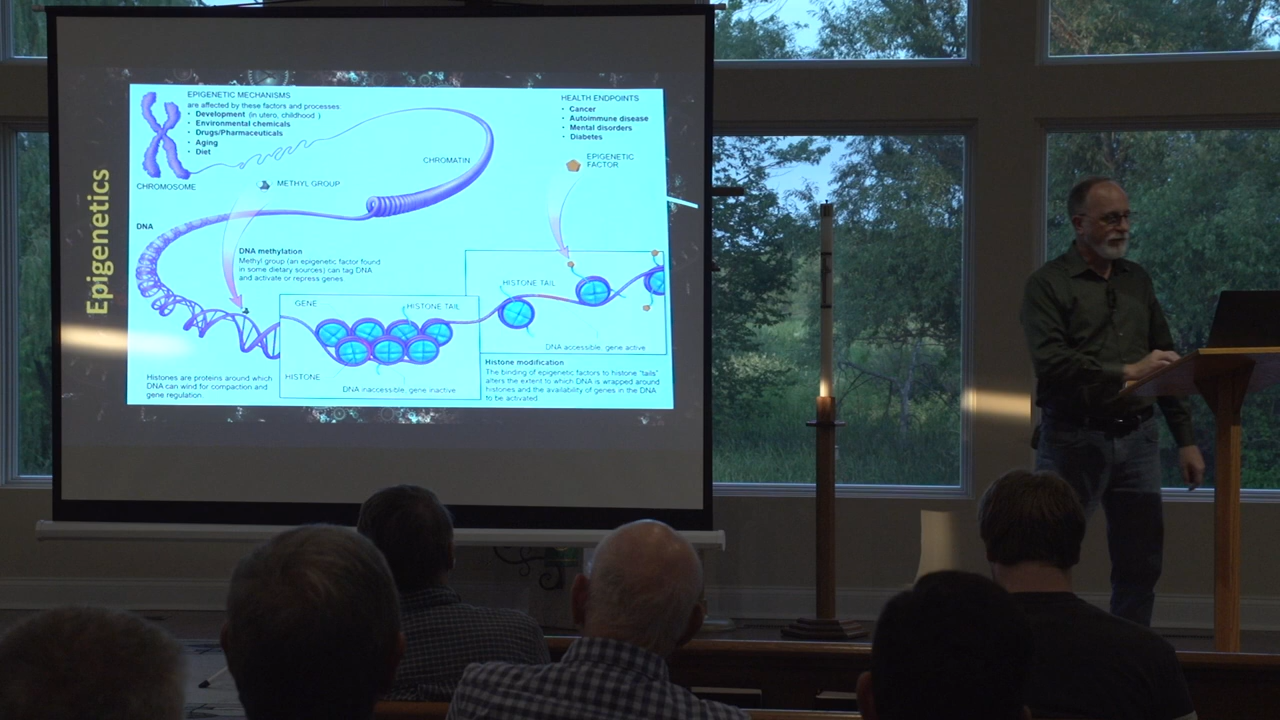 Epigenetics
EPIGENETIC MECHANISMS
are affected by these factors and processes
• Development (in utero, childhood )
• Environmental chemicals
• Drugs/Pharmaceuticals
• Aging
• Diet
CHROMOSOME
METHYL GROUP
CHROMATIN
HEALTH ENDPOINTS
• Cancer
• Autoimmune disease
• Mental disorders
• Diabetes
EPIGENETIC
FACTOR
DNA
DNA methylation
Methyl group (an epigenetic factor found
in some dietary sources) can tag DNA
and activate or repress genes
GENE
HISTONE TAIL
HISTONE
DNA inaccessible, gene inactive
HISTONE TAIL
DNA accessible, gene active
Histones are proteins around which
DNA can wind for compaction and
gene regulation
Histone modification
The binding of epigenetic factors to histone "tails"
alters the extent to which DNA is wrapped around
histones and the availability of genes in the DNA
to be activated